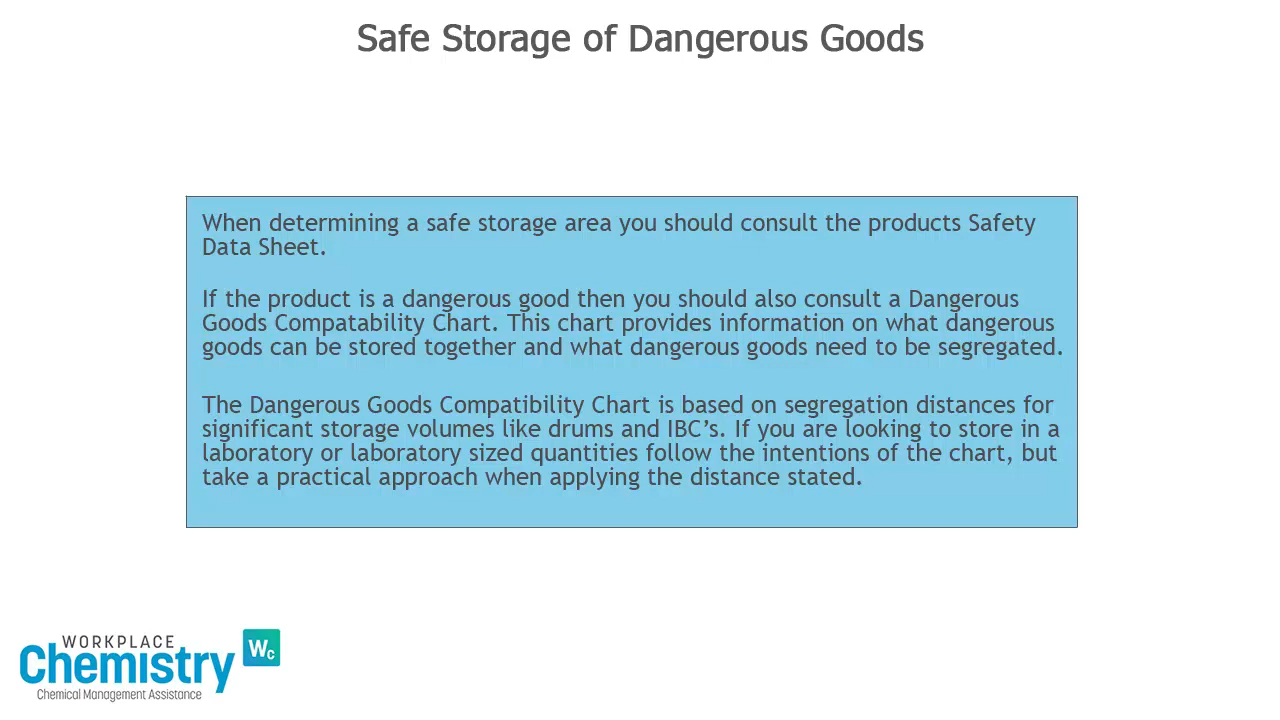 Safe Storage of Dangerous Goods
When determining a safe storage area you should consult the products Safety
Data Sheet.
If the product is a dangerous good then you should also consult a Dangerous
Goods Compatability Chart. This chart provides information on what dangerous
goods can be stored together and what dangerous goods need to be segregated.
The Dangerous Goods Compatibility Chart is based on segregation distances for
significant storage volumes like drums and IBC’s. If you are looking to store in a
laboratory or laboratory sized quantities follow the intentions of the chart, but
take a practical approach when applying the distance stated.
WORKPLACE
Chemistry
Wc
Chemical Management Assistance